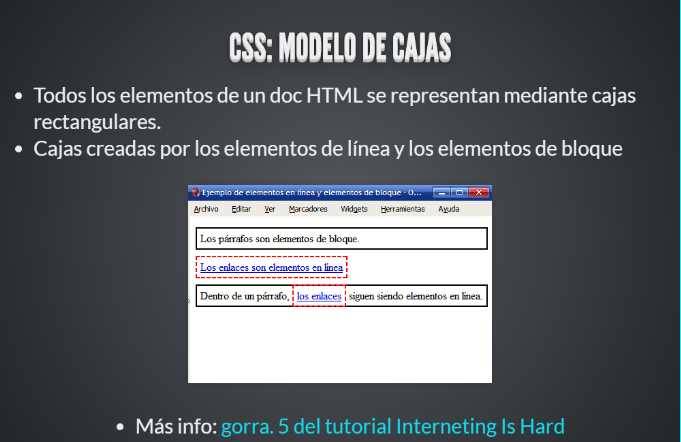 CSS: MODELO DE CAJAS
• Todos los elementos de un doc HTML se representan mediante cajas
rectangulares.
• Cajas creadas por los elementos de línea y los elementos de bloque
Ejemplo de elementos en línea y elementos de bloque - O...
Archivo Editar Ver Marcadores Widgets Herramientas Ayuda
Los párrafos son elementos de bloque.
Los enlaces son elementos en línea
Dentro de un párrafo, los enlaces siguen siendo elementos en línea.
• Más info: gorra. 5 del tutorial Interneting Is Hard